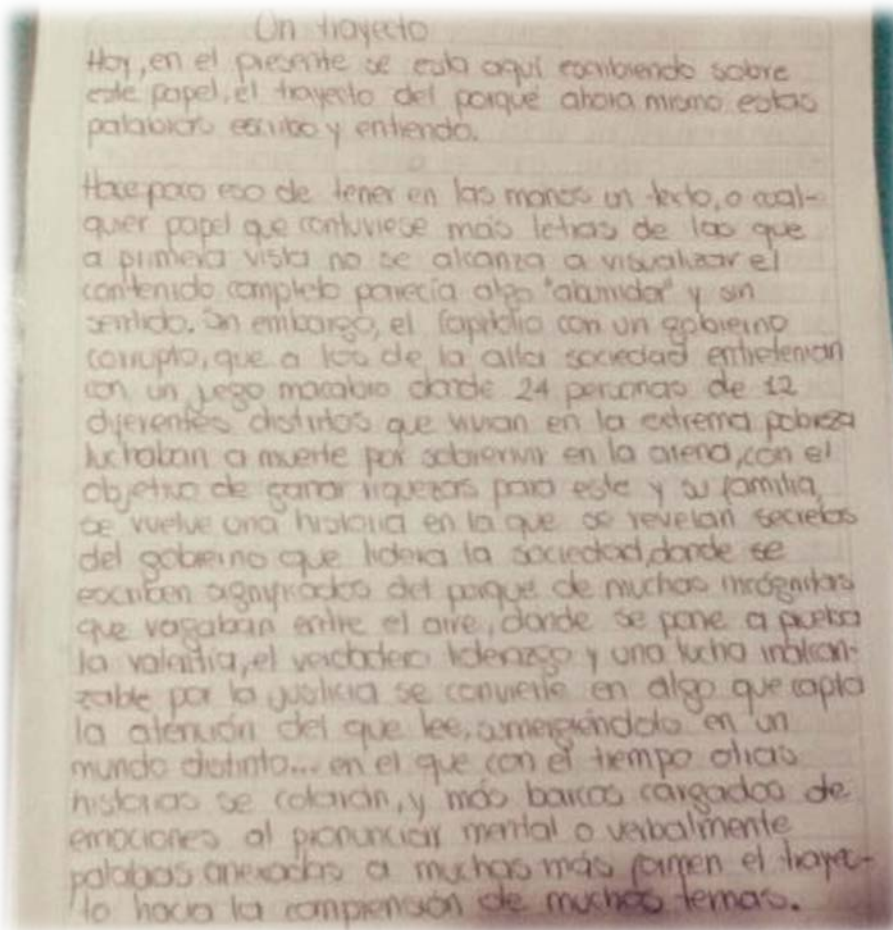 Un trayecto
Hoy, en el presente se está aquí escribiendo sobre
este papel, el trayecto del porqué ahora mismo estas
palabras escribo y entiendo.
Hace poco eso de tener en las manos un texto, o cual-
quier papel que contuviese más letras de las que
a primera vista no se alcanza a visualizar el
contenido completo parecía algo "aburridor" y sin
sentido. Sin embargo, el Capitolio con un gobierno
corrupto, que a los de la alta sociedad entretenían
con un juego macabro donde 24 personas de 12
diferentes distritos que vivían en la extrema pobreza
luchaban a muerte por sobrevivir en la arena, con el
objetivo de ganar riquezas para este y su familia,
se vuelve una historia en la que se revelan secretos
del gobierno que lidera la sociedad, donde se
escriben significados del porqué de muchas incógnitas
que vagaban entre el aire, donde se pone a prueba
la valentía, el verdadero liderazgo y una lucha inalcan-
zable por la justicia se convierte en algo que capta
la atención del que lee, sumergiéndolo en un
mundo distinto... en el que con el tiempo otras
historias se colarán, y más barcos cargados de
emociones al pronunciar mental o verbalmente
palabras anexadas a muchas más formen el trayec-
to hacia la comprensión de muchos temas.